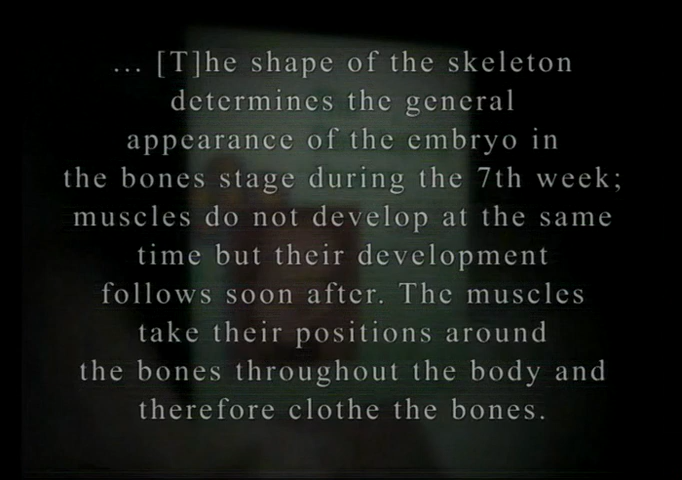 ... [T]he shape of the skeleton
determines the general
appearance of the embryo in
the bones stage during the 7th week;
muscles do not develop at the same
time but their development
follows soon after. The muscles
take their positions around
the bones throughout the body and
therefore clothe the bones.